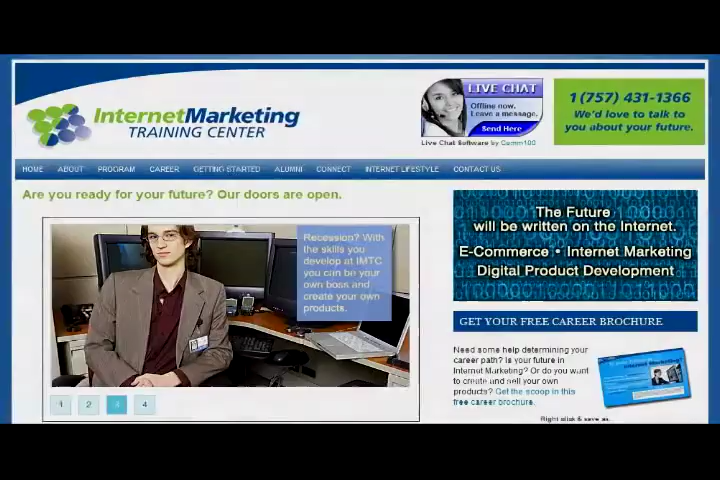 InternetMarketing
TRAINING CENTER
LIVE CHAT
Offline now.
Leave a message.
Send Here
Live Chat Software by Comm100
1 (757) 431-1366
We'd love to talk to
you about your future.
HOME ABOUT PROGRAM CAREER GETTING STARTED ALUMNI CONNECT INTERNET LIFESTYLE CONTACT US
Are you ready for your future? Our doors are open.
Recession? With
the skills you
develop at IMTC
you can be your
own boss and
create your own
products.
1 2 3 4
The Future
will be written on the Internet.
E-Commerce • Internet Marketing
Digital Product Development
GET YOUR FREE CAREER BROCHURE
Need some help determining your
career path? Is your future in
Internet Marketing? Or do you want
to create and sell your own
products? Get the scoop in this
free career brochure.
Right click & save as.